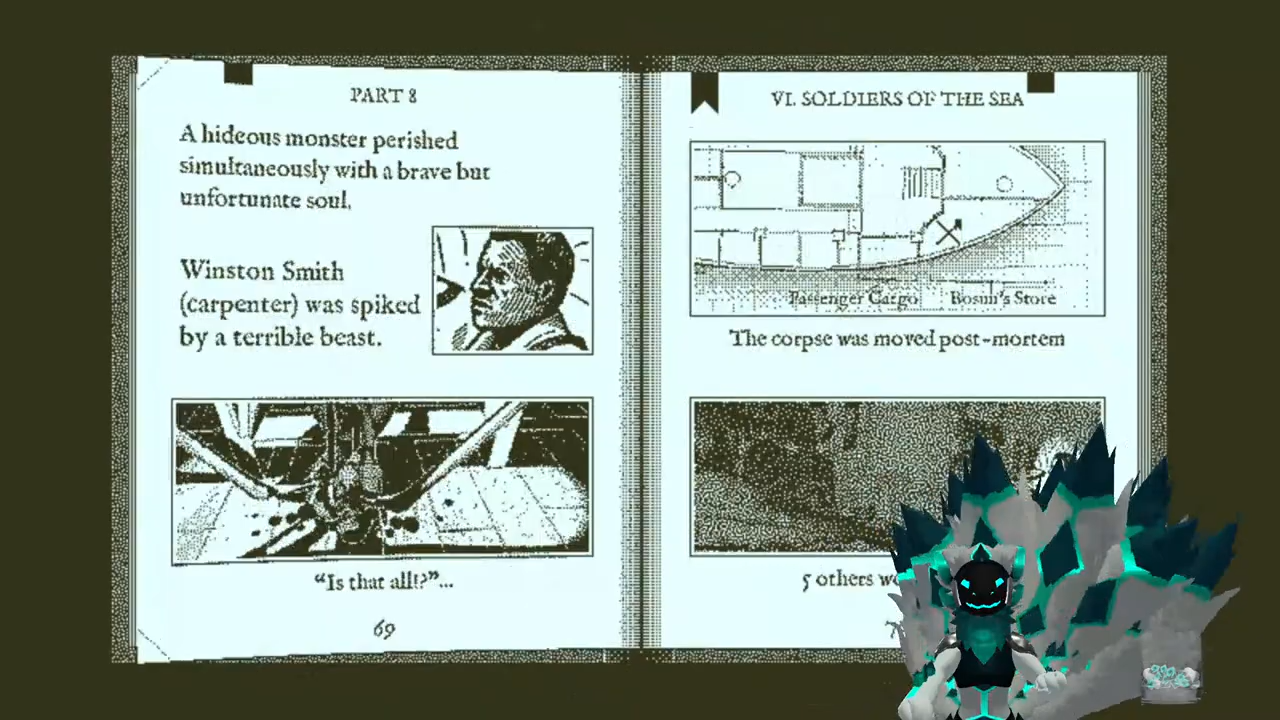 PART 8
A hideous monster perished
simultaneously with a brave but
unfortunate soul.
Winston Smith
(carpenter) was spiked
by a terrible beast.
"Is that all!?"...
69
VI. SOLDIERS OF THE SEA
Passenger Cargo
Bosun's Store
The corpse was moved post-mortem
5 others